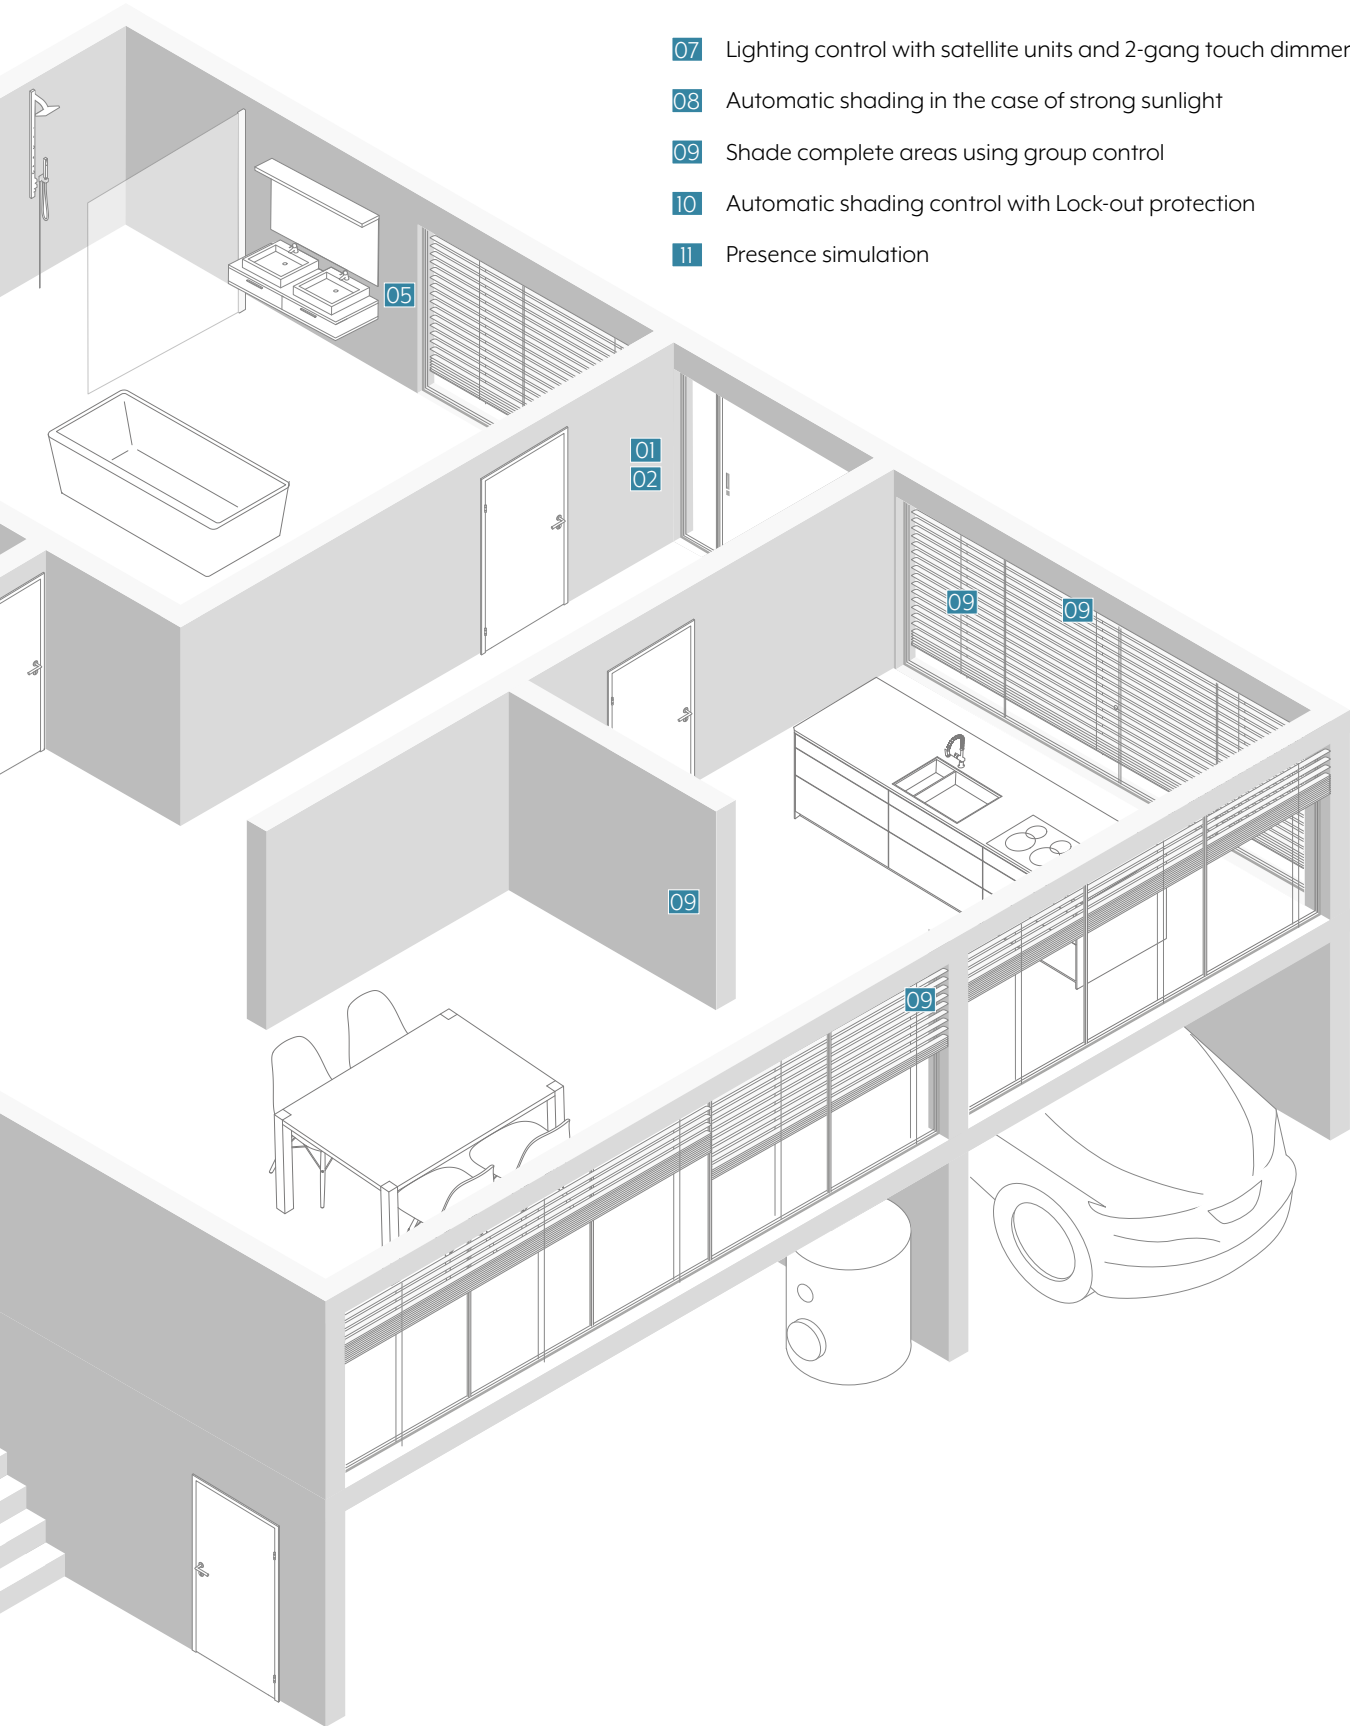 07 Lighting control with satellite units and 2-gang touch dimmer
08 Automatic shading in the case of strong sunlight
09 Shade complete areas using group control
10 Automatic shading control with Lock-out protection
11 Presence simulation
05
01
02
09
09
09
09